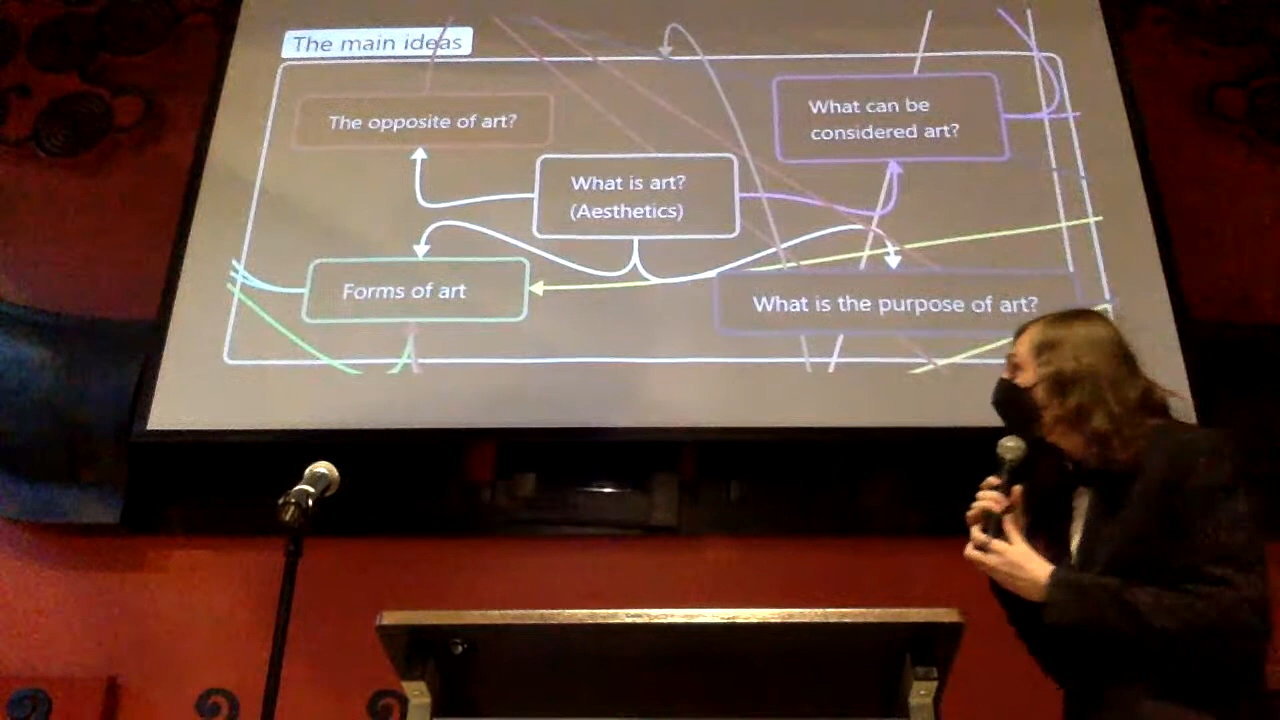 The main ideas
The opposite of art?
What can be
considered art?
What is art?
(Aesthetics)
Forms of art
What is the purpose of art?